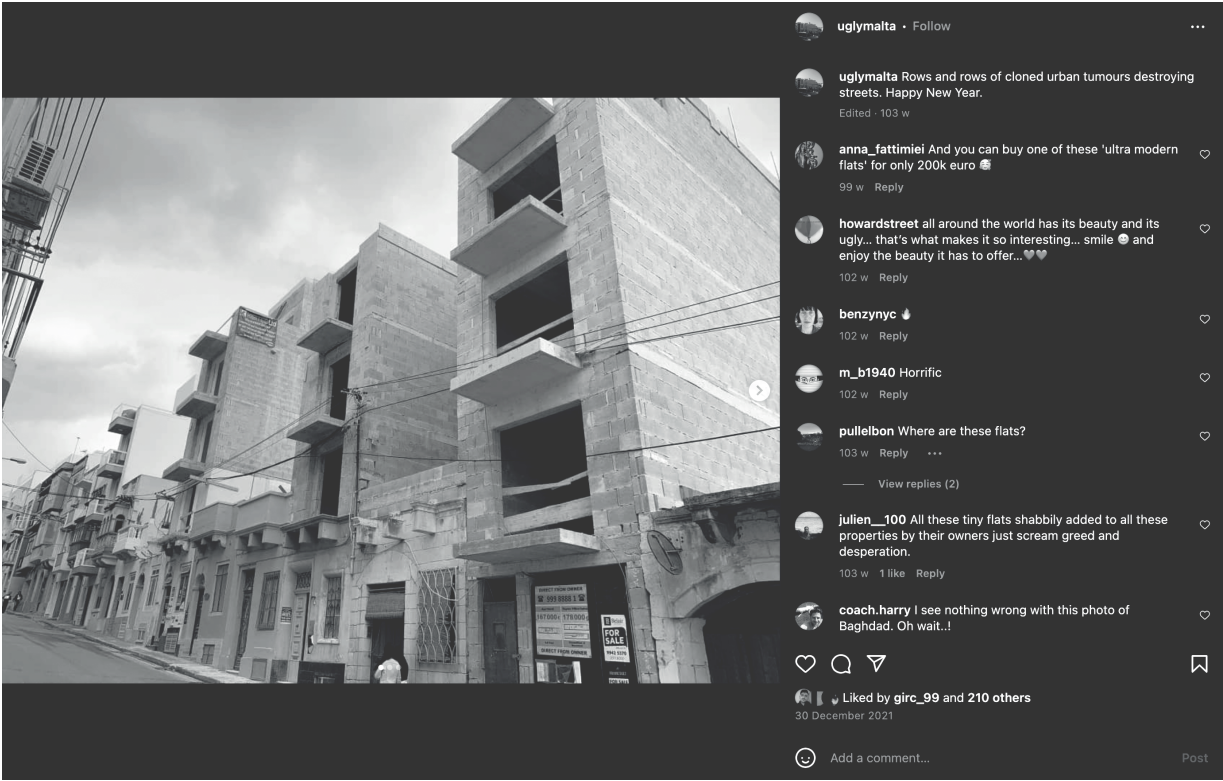 uglymalta • Follow
uglymalta Rows and rows of cloned urban tumours destroying
streets. Happy New Year.
Edited · 103 w
anna_fattimiei And you can buy one of these 'ultra modern
flats' for only 200k euro 🥰
99 w Reply
howardstreet all around the world has its beauty and its
ugly... that's what makes it so interesting... smile 😁 and
enjoy the beauty it has to offer...🖤🖤
102 w Reply
benzynyc 🔥
102 w Reply
m_b1940 Horrific
102 w Reply
pullelbon Where are these flats?
103 w Reply
View replies (2)
julien__100 All these tiny flats shabbily added to all these
properties by their owners just scream greed and
desperation.
103 w 1 like Reply
coach.harry I see nothing wrong with this photo of
Baghdad. Oh wait..!
Liked by girc_99 and 210 others
30 December 2021
Add a comment... Post
DIRECT FROM OWNER
DIRECT FROM OWNER
FOR
SALE
FOR SALE